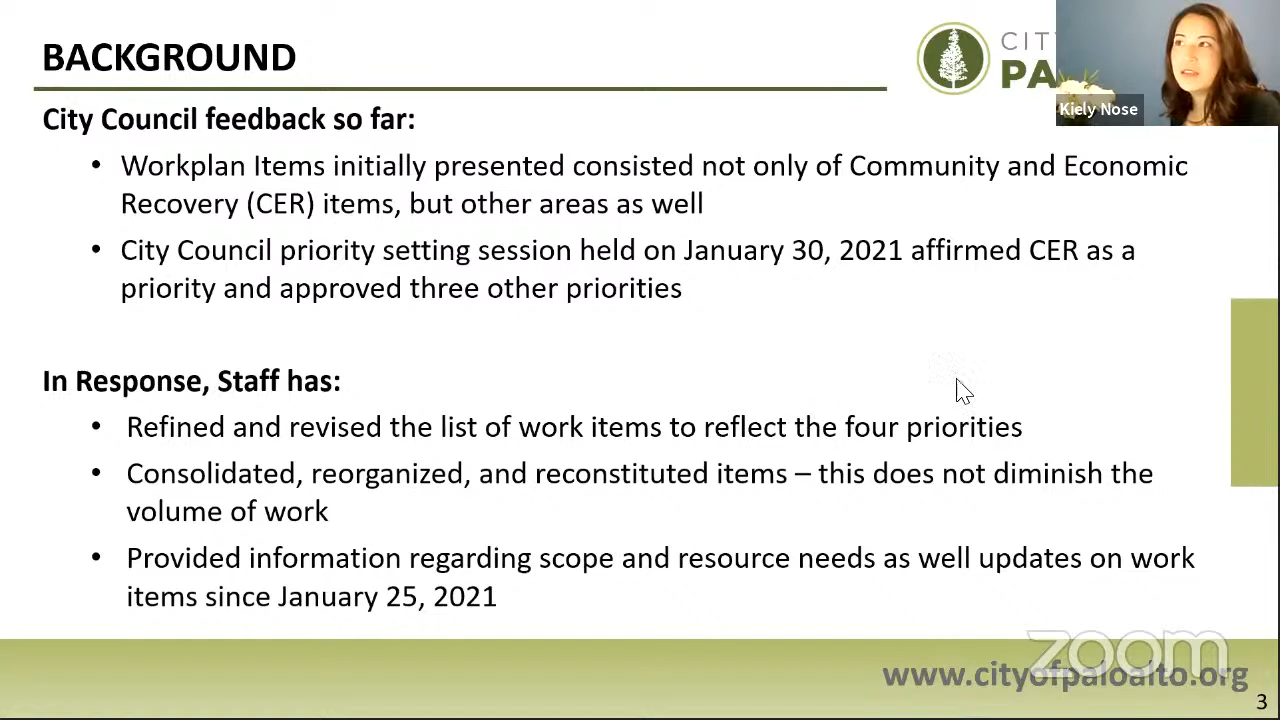 BACKGROUND
CIT
PA
Kiely Nose
City Council feedback so far:
• Workplan Items initially presented consisted not only of Community and Economic
Recovery (CER) items, but other areas as well
• City Council priority setting session held on January 30, 2021 affirmed CER as a
priority and approved three other priorities
In Response, Staff has:
• Refined and revised the list of work items to reflect the four priorities
• Consolidated, reorganized, and reconstituted items – this does not diminish the
volume of work
• Provided information regarding scope and resource needs as well updates on work
items since January 25, 2021
zoom
www.cityofpaloalto.org
3